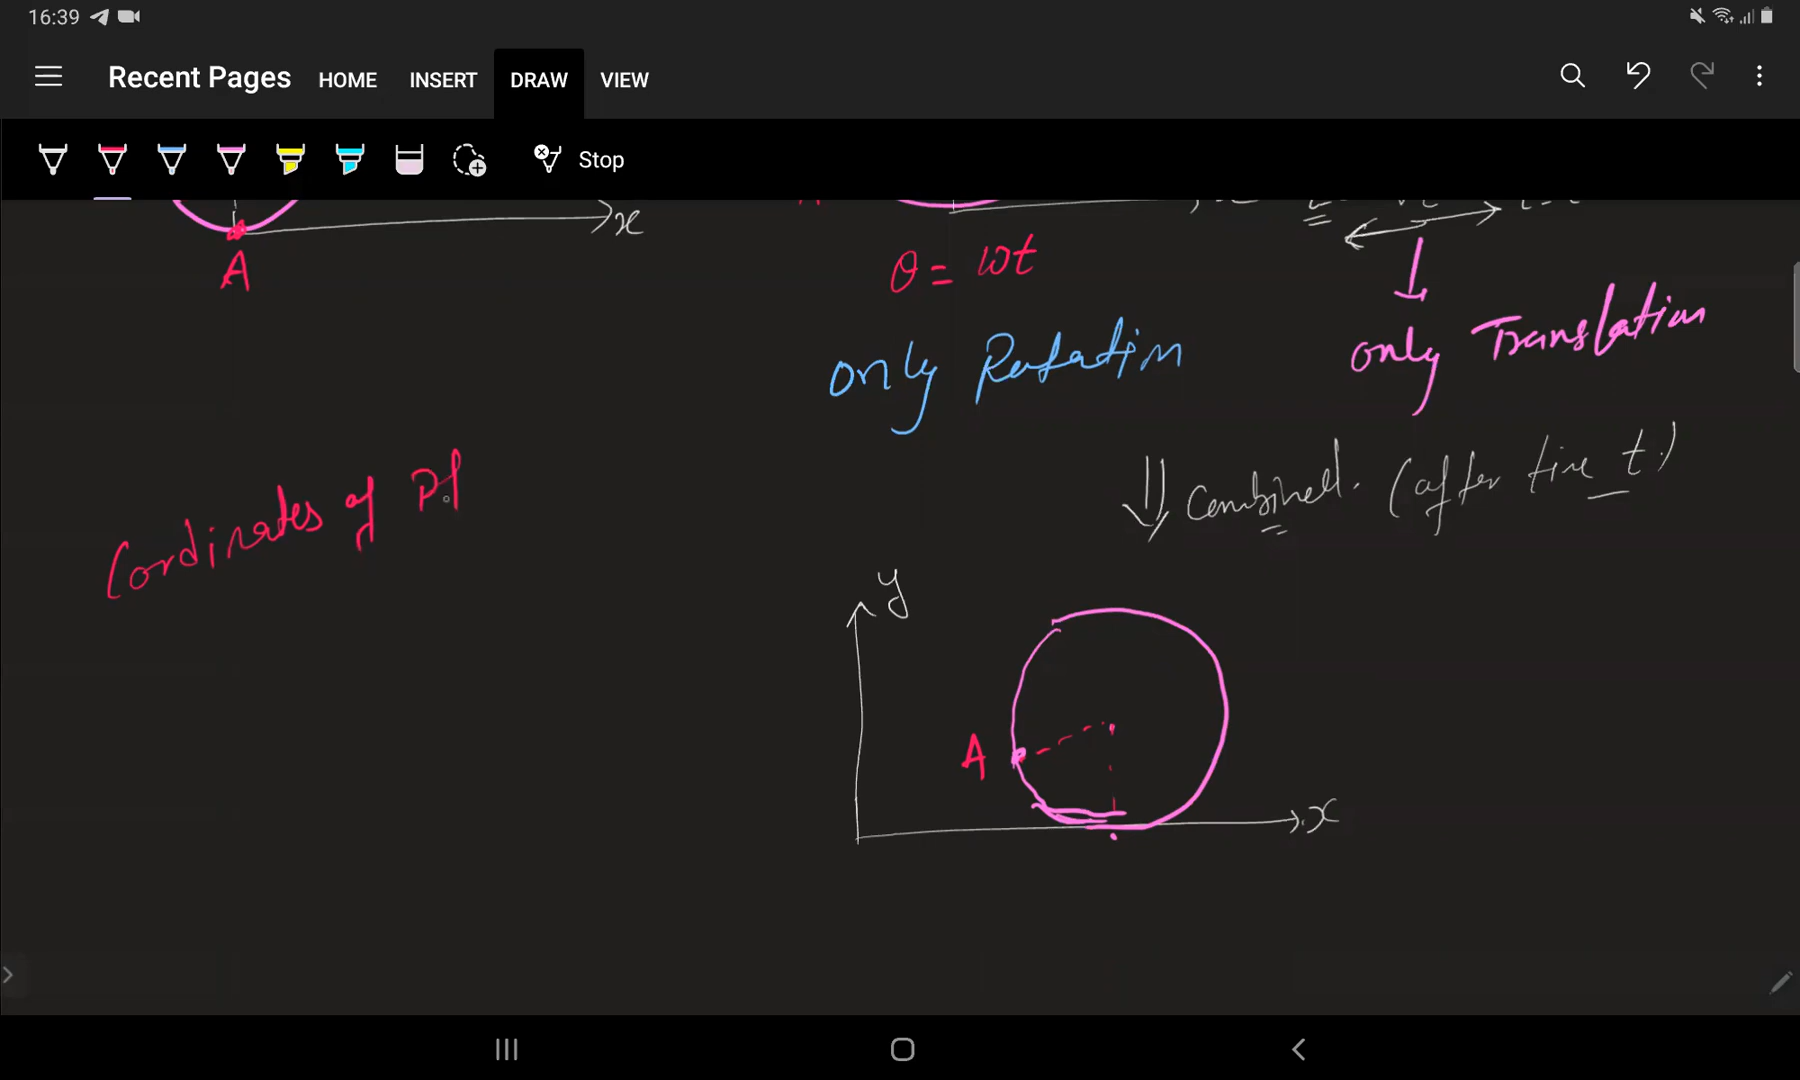 16:39
Recent Pages HOME INSERT DRAW VIEW
Stop
x
A
θ = ωt
only Rotation
only Translation
Combined. (after time t.)
Cordinates of Pt
y
A
x